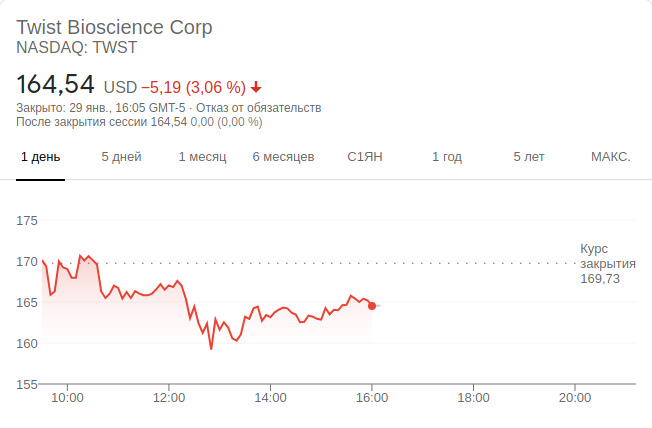 Twist Bioscience Corp
NASDAQ: TWST
164,54 USD −5,19 (3,06 %)
Закрыто: 29 янв., 16:05 GMT-5 · Отказ от обязательств
После закрытия сессии 164,54 0,00 (0,00 %)
1 день 5 дней 1 месяц 6 месяцев С1ЯН 1 год 5 лет МАКС.
175
170
165
160
155
Курс
закрытия
169,73
10:00 12:00 14:00 16:00 18:00 20:00